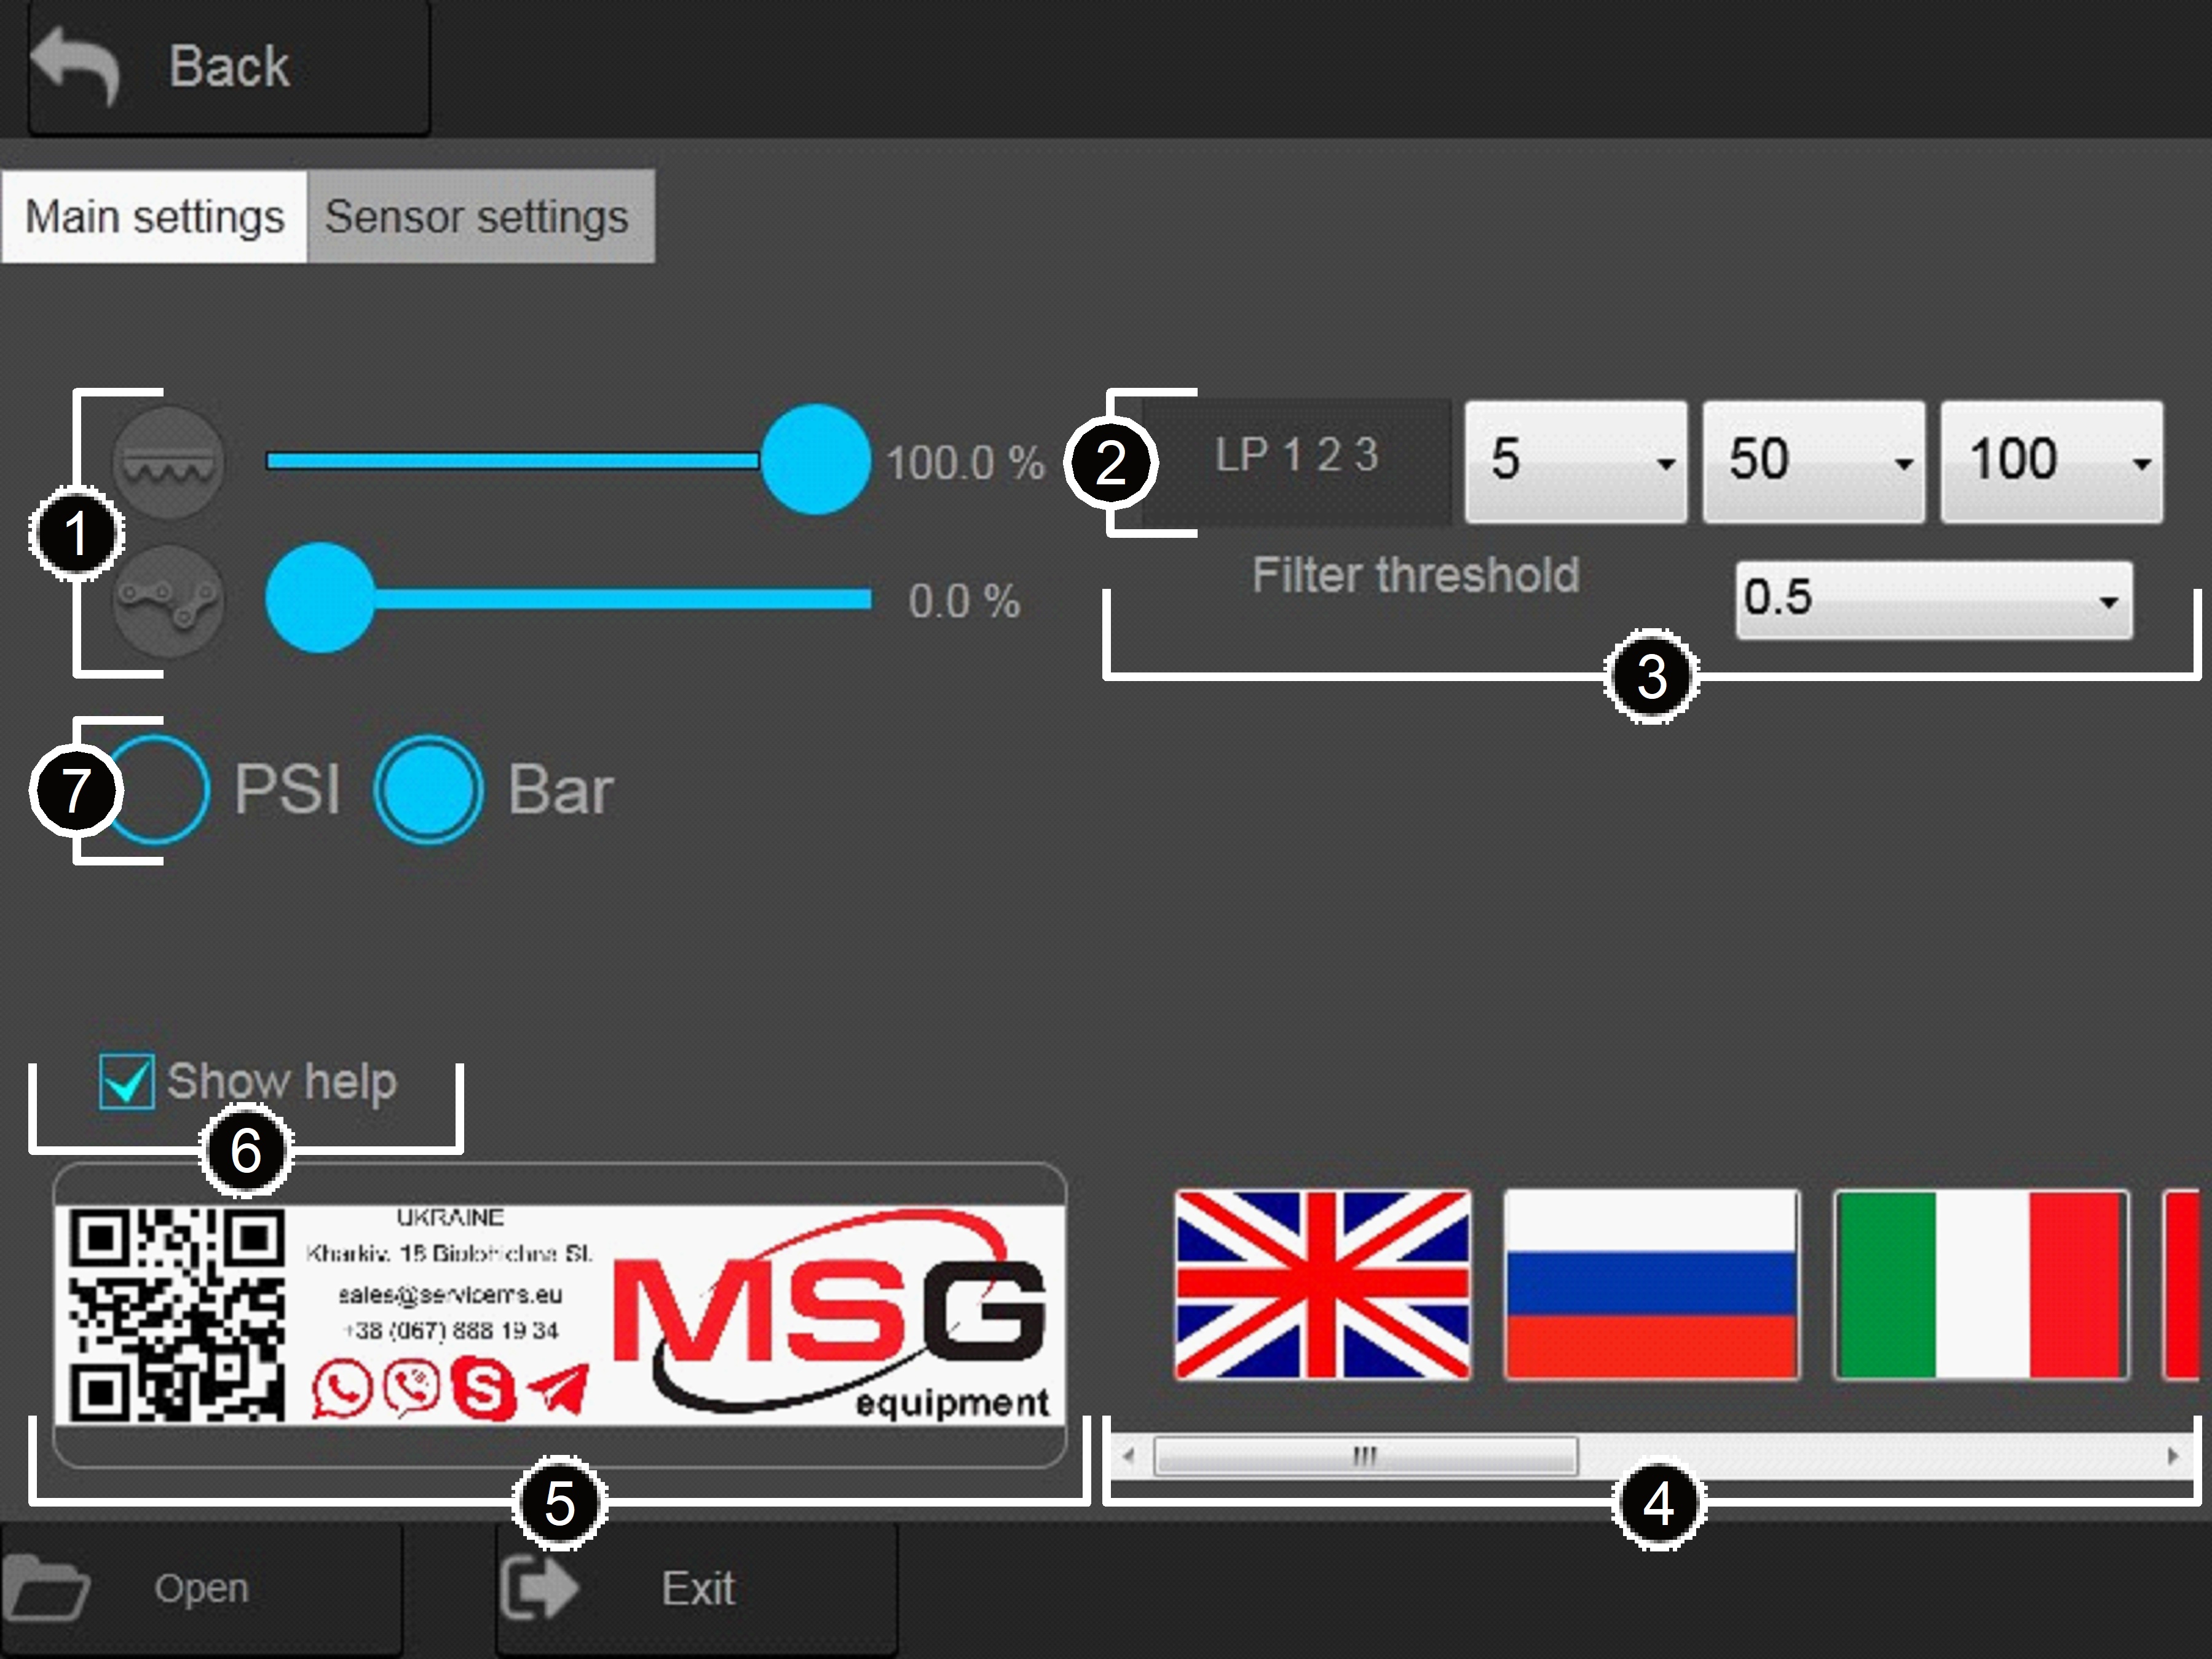 Back
Main settings Sensor settings
100.0 %
0.0 %
1
2
LP 1 2 3
5
50
100
Filter threshold
0.5
3
7
PSI
Bar
Show help
6
UKRAINE
Kharkiv, 18 Biolohichna St.
sales@servicems.eu
+38 (067) 888 19 34
MSG
equipment
5
4
Open
Exit